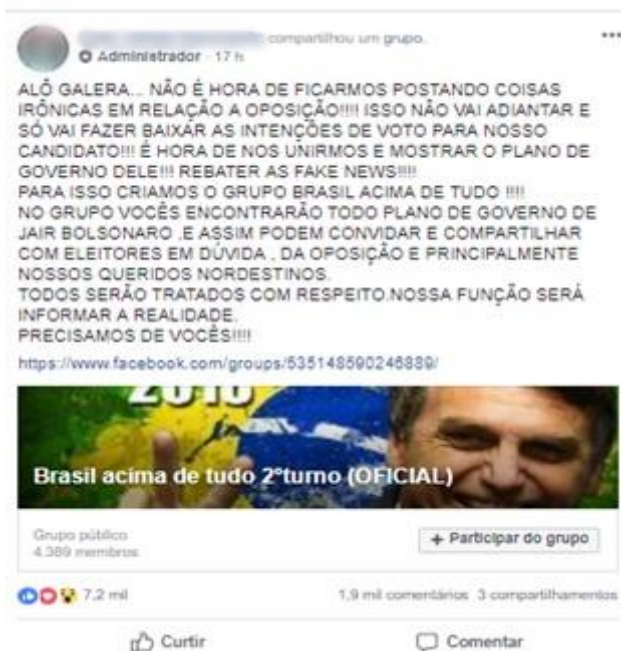 compartilhou um grupo.
Administrador · 17 h
ALÔ GALERA... NÃO É HORA DE FICARMOS POSTANDO COISAS
IRÔNICAS EM RELAÇÃO A OPOSIÇÃO!!!! ISSO NÃO VAI ADIANTAR E
SÓ VAI FAZER BAIXAR AS INTENÇÕES DE VOTO PARA NOSSO
CANDIDATO!!! É HORA DE NOS UNIRMOS E MOSTRAR O PLANO DE
GOVERNO DELE!!! REBATER AS FAKE NEWS!!!!
PARA ISSO CRIAMOS O GRUPO BRASIL ACIMA DE TUDO !!!!
NO GRUPO VOCÊS ENCONTRARÃO TODO PLANO DE GOVERNO DE
JAIR BOLSONARO ,E ASSIM PODEM CONVIDAR E COMPARTILHAR
COM ELEITORES EM DÚVIDA , DA OPOSIÇÃO E PRINCIPALMENTE
NOSSOS QUERIDOS NORDESTINOS.
TODOS SERÃO TRATADOS COM RESPEITO.NOSSA FUNÇÃO SERÁ
INFORMAR A REALIDADE.
PRECISAMOS DE VOCÊS!!!!
https://www.facebook.com/groups/535148590246889/
2018
Brasil acima de tudo 2°turno (OFICIAL)
Grupo público
4.389 membros
+ Participar do grupo
7,2 mil
1,9 mil comentários 3 compartilhamentos
Curtir
Comentar